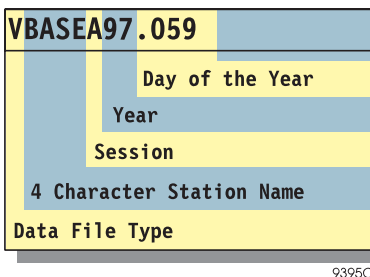 VBASEA97.059
Day of the Year
Year
Session
4 Character Station Name
Data File Type
9395C